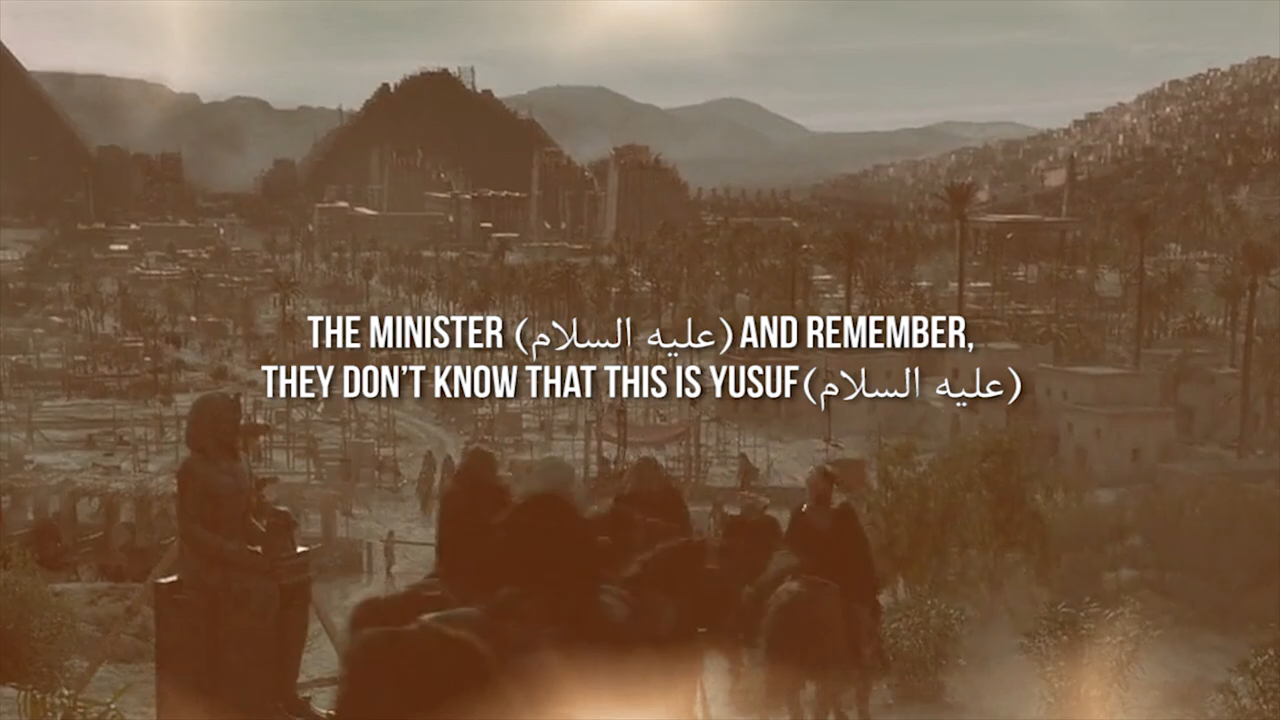 THE MINISTER (عليه السلام) AND REMEMBER,
THEY DON'T KNOW THAT THIS IS YUSUF (عليه السلام)